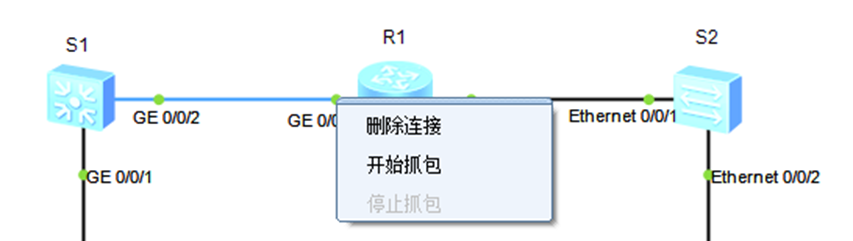 S1
R1
S2
GE 0/0/2
GE 0/0
Ethernet 0/0/1
删除连接
开始抓包
停止抓包
GE 0/0/1
Ethernet 0/0/2